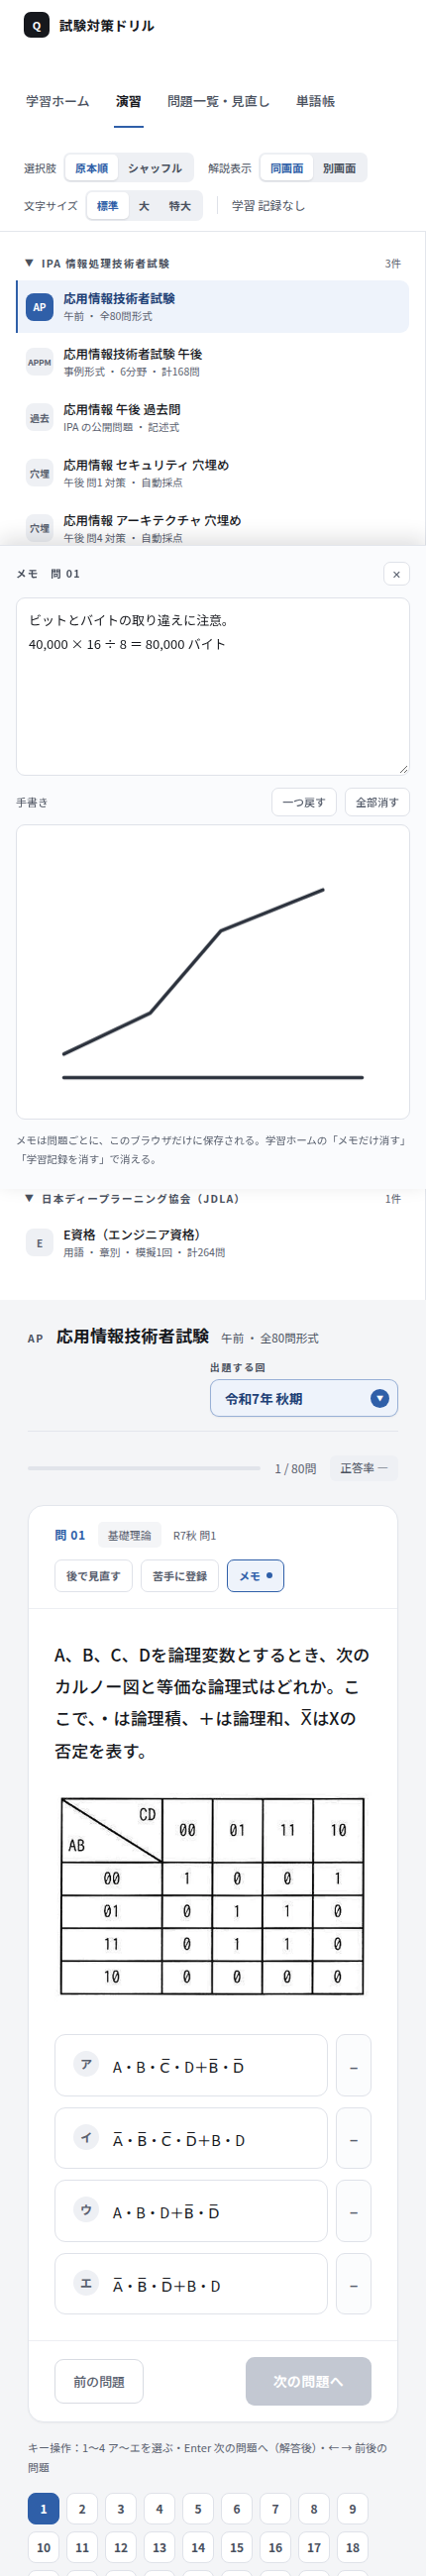 Q 試験対策ドリル
学習ホーム 演習 問題一覧・見直し 単語帳
選択肢 原本順 シャッフル 解説表示 同画面 別画面
文字サイズ 標準 大 特大 学習 記録なし
▼ IPA 情報処理技術者試験 3件
AP 応用情報技術者試験
午前 ・ 全80問形式
APPM 応用情報技術者試験 午後
事例形式 ・ 6分野 ・ 計168問
過去 応用情報 午後 過去問
IPA の公開問題 ・ 記述式
穴埋 応用情報 セキュリティ 穴埋め
午後 問1 対策 ・ 自動採点
穴埋 応用情報 アーキテクチャ 穴埋め
午後 問4 対策 ・ 自動採点
メモ 問 01 ×
ビットとバイトの取り違えに注意。
40,000 × 16 ÷ 8 = 80,000 バイト
手書き 一つ戻す 全部消す
メモは問題ごとに、このブラウザだけに保存される。学習ホームの「メモだけ消す」
「学習記録を消す」で消える。
▼ 日本ディープラーニング協会（JDLA） 1件
E E資格（エンジニア資格）
用語 ・ 章別 ・ 模擬1回 ・ 計264問
AP 応用情報技術者試験 午前 ・ 全80問形式
出題する回
令和7年 秋期 ▼
1 / 80問 正答率 —
問 01 基礎理論 R7秋 問1
後で見直す 苦手に登録 メモ ●
A、B、C、Dを論理変数とするとき、次の
カルノー図と等価な論理式はどれか。こ
こで、・は論理積、＋は論理和、X̅はXの
否定を表す。
CD
AB 00 01 11 10
00 1 0 0 1
01 0 1 1 0
11 0 1 1 0
10 0 0 0 0
ア A・B・C̅・D＋B̅・D̅ –
イ A̅・B̅・C̅・D̅＋B・D –
ウ A・B・D＋B̅・D̅ –
エ A̅・B̅・D̅＋B・D –
前の問題 次の問題へ
キー操作：1〜4 ア〜エを選ぶ・Enter 次の問題へ（解答後）・← → 前後の
問題
1 2 3 4 5 6 7 8 9
10 11 12 13 14 15 16 17 18